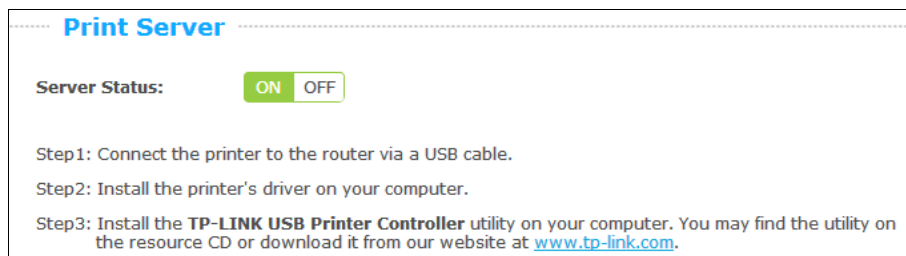 Print Server
Server Status: ON OFF
Step1: Connect the printer to the router via a USB cable.
Step2: Install the printer's driver on your computer.
Step3: Install the TP-LINK USB Printer Controller utility on your computer. You may find the utility on
the resource CD or download it from our website at www.tp-link.com.